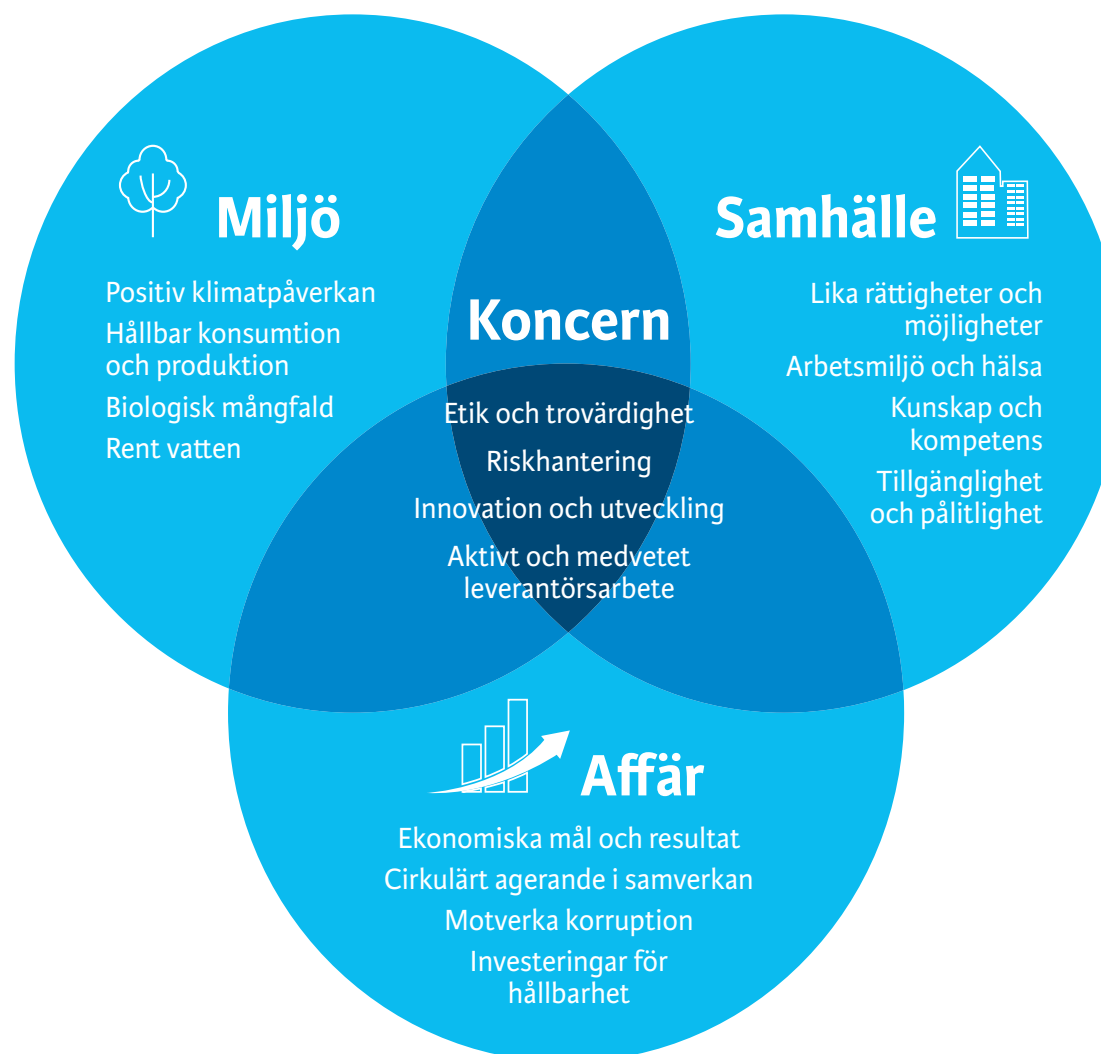 Miljö
Positiv klimatpåverkan
Hållbar konsumtion
och produktion
Biologisk mångfald
Rent vatten
Samhälle
Lika rättigheter och
möjligheter
Arbetsmiljö och hälsa
Kunskap och
kompetens
Tillgänglighet
och pålitlighet
Koncern
Etik och trovärdighet
Riskhantering
Innovation och utveckling
Aktivt och medvetet
leverantörsarbete
Affär
Ekonomiska mål och resultat
Cirkulärt agerande i samverkan
Motverka korruption
Investeringar för
hållbarhet